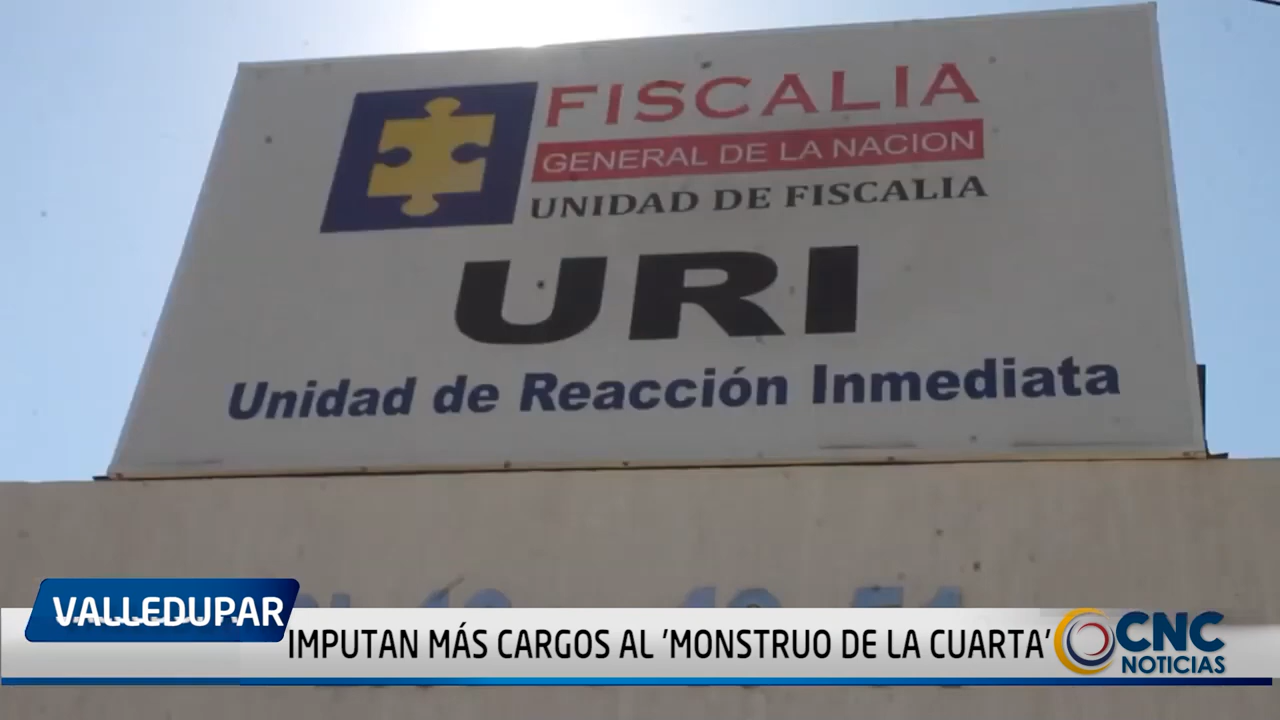 FISCALIA
GENERAL DE LA NACION
UNIDAD DE FISCALIA
URI
Unidad de Reacción Inmediata
VALLEDUPAR
IMPUTAN MÁS CARGOS AL 'MONSTRUO DE LA CUARTA'
CNC
NOTICIAS